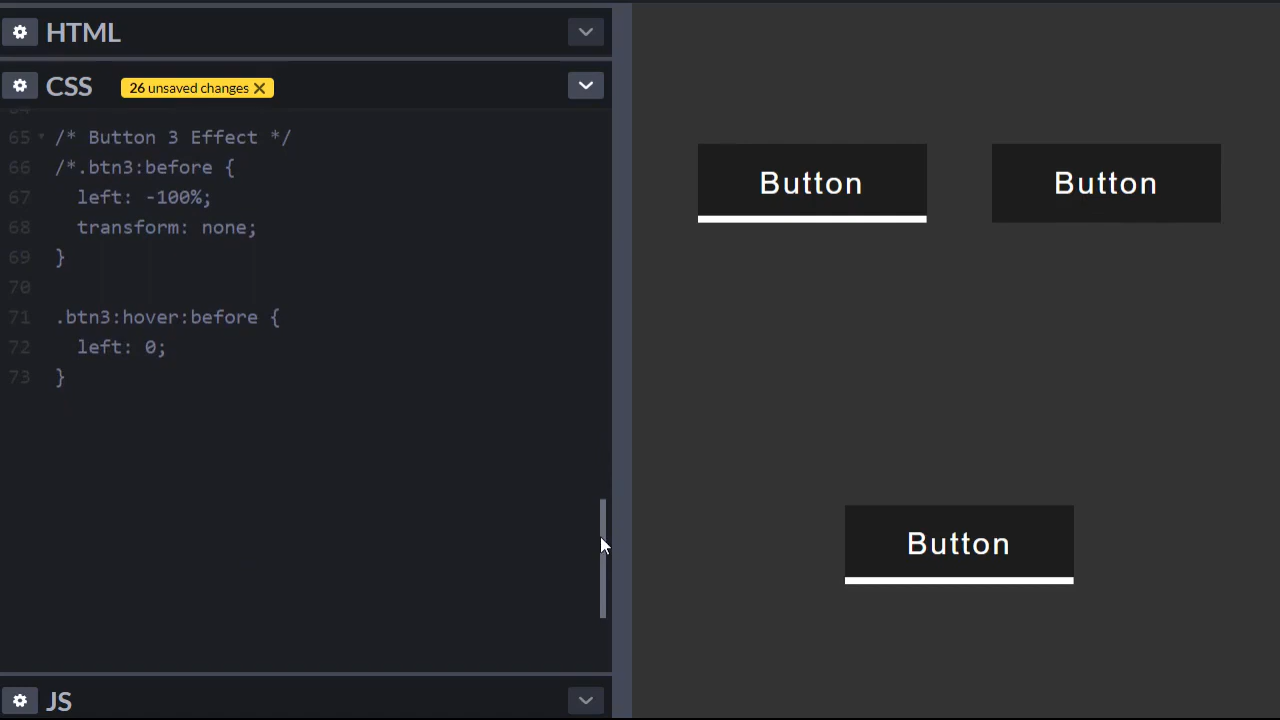 HTML
CSS
26 unsaved changes
65 /* Button 3 Effect */
66 /*.btn3:before {
67 left: -100%;
68 transform: none;
69 }
70
71 .btn3:hover:before {
72 left: 0;
73 }
JS
Button
Button
Button